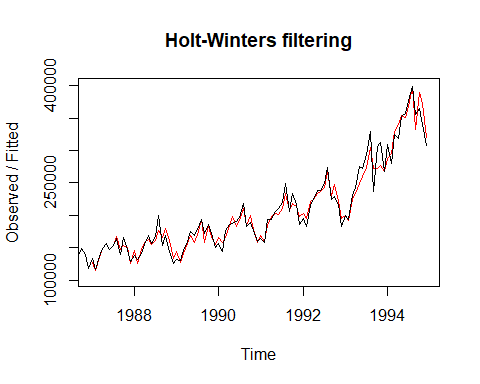 Holt-Winters filtering
Observed / Fitted
400000
250000
100000
1988
1990
1992
1994
Time